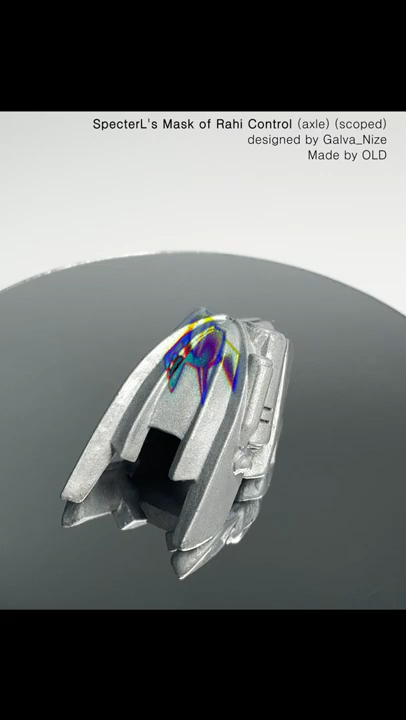 SpecterL's Mask of Rahi Control (axle) (scoped)
designed by Galva_Nize
Made by OLD